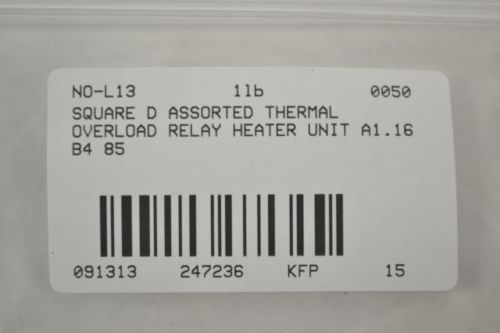 NO-L13 1lb 0050
SQUARE D ASSORTED THERMAL
OVERLOAD RELAY HEATER UNIT A1.16
B4 85
091313 247236 KFP 15